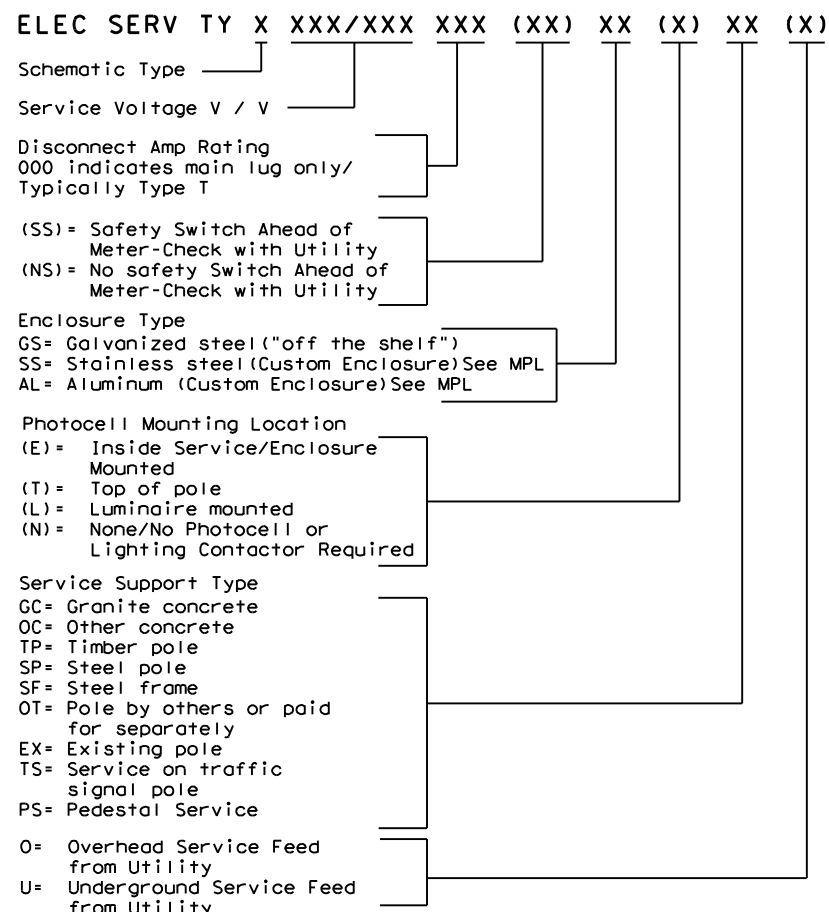 ELEC SERV TY X XXX/XXX XXX (XX) XX (X) XX (X)
Schematic Type
Service Voltage V / V
Disconnect Amp Rating
000 indicates main lug only/
Typically Type T
(SS)= Safety Switch Ahead of
Meter-Check with Utility
(NS)= No safety Switch Ahead of
Meter-Check with Utility
Enclosure Type
GS= Galvanized steel("off the shelf")
SS= Stainless steel(Custom Enclosure)See MPL
AL= Aluminum (Custom Enclosure)See MPL
Photocell Mounting Location
(E)= Inside Service/Enclosure
Mounted
(T)= Top of pole
(L)= Luminaire mounted
(N)= None/No Photocell or
Lighting Contactor Required
Service Support Type
GC= Granite concrete
OC= Other concrete
TP= Timber pole
SP= Steel pole
SF= Steel frame
OT= Pole by others or paid
for separately
EX= Existing pole
TS= Service on traffic
signal pole
PS= Pedestal Service
O= Overhead Service Feed
from Utility
U= Underground Service Feed
from Utility